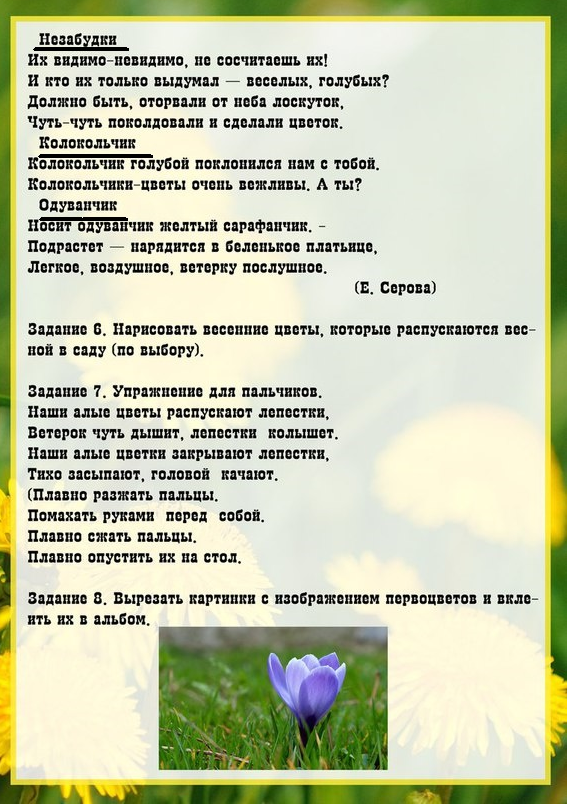 Незабудки
Их видимо-невидимо, не сосчитаешь их!
И кто их только выдумал — веселых, голубых?
Должно быть, оторвали от неба лоскуток,
Чуть-чуть поколдовали и сделали цветок.
Колокольчик
Колокольчик голубой поклонился нам с тобой.
Колокольчики-цветы очень вежливы. А ты?
Одуванчик
Носит одуванчик желтый сарафанчик. -
Подрастет — нарядится в беленькое платьице,
Легкое, воздушное, ветерку послушное.
(Е. Серова)
Задание 6. Нарисовать весенние цветы, которые распускаются вес-
ной в саду (по выбору).
Задание 7. Упражнение для пальчиков.
Наши алые цветы распускают лепестки,
Ветерок чуть дышит, лепестки колышет.
Наши алые цветки закрывают лепестки,
Тихо засыпают, головой качают.
(Плавно разжать пальцы.
Помахать руками перед собой.
Плавно сжать пальцы.
Плавно опустить их на стол.
Задание 8. Вырезать картинки с изображением первоцветов и вкле-
ить их в альбом.